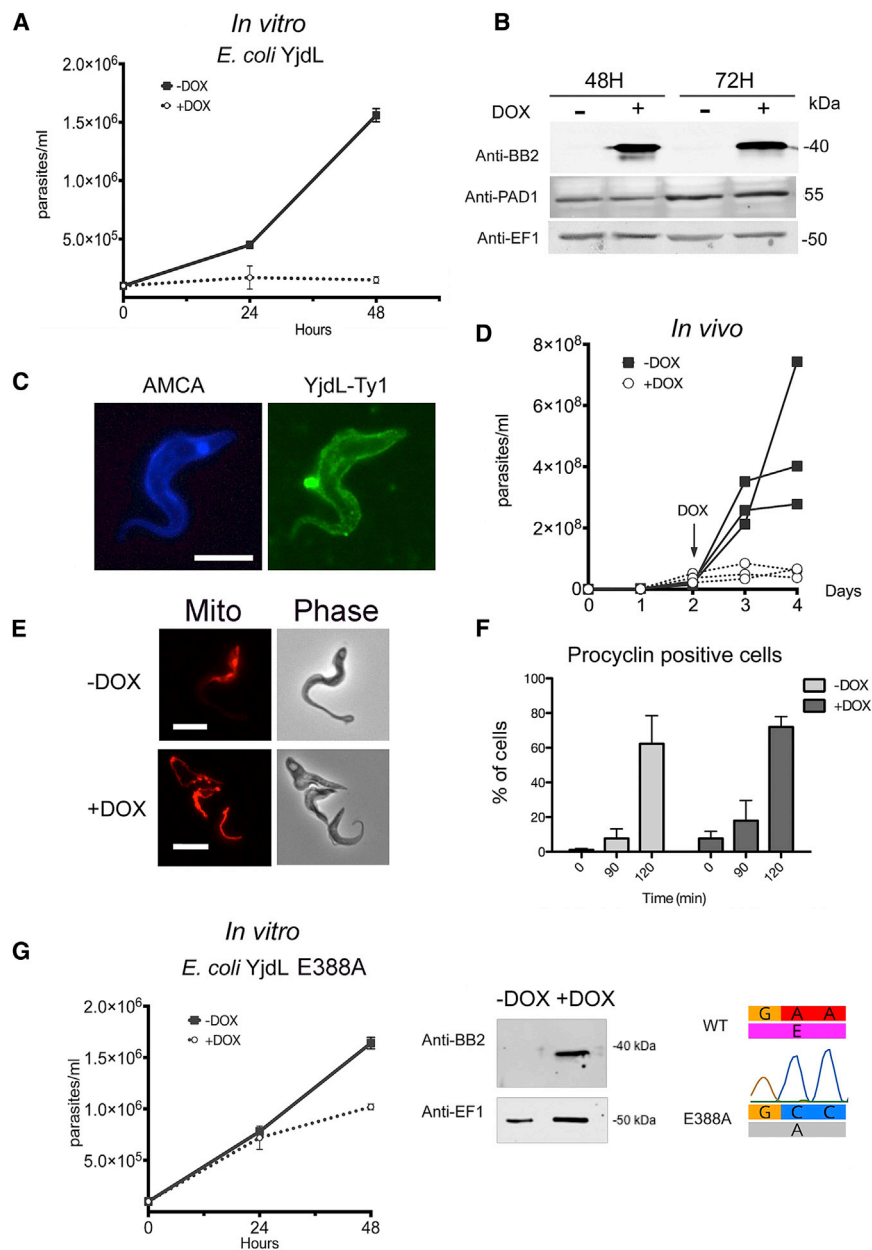 A
In vitro
E. coli YjdL
2.0×10⁶
1.5×10⁶
1.0×10⁶
5.0×10⁵
parasites/ml
-DOX
+DOX
0
24
48
Hours
B
48H
72H
kDa
DOX
-
+
-
+
Anti-BB2
-40
Anti-PAD1
55
Anti-EF1
-50
C
AMCA
YjdL-Ty1
D
In vivo
8×10⁸
6×10⁸
4×10⁸
2×10⁸
0
parasites/ml
-DOX
+DOX
DOX
0
1
2
3
4
Days
E
Mito
Phase
-DOX
+DOX
F
Procyclin positive cells
-DOX
+DOX
100
80
60
40
20
0
% of cells
0
90
120
0
90
120
Time (min)
G
In vitro
E. coli YjdL E388A
2.0×10⁶
1.5×10⁶
1.0×10⁶
5.0×10⁵
parasites/ml
-DOX
+DOX
0
24
48
Hours
-DOX +DOX
Anti-BB2
-40 kDa
Anti-EF1
-50 kDa
WT
G A A
E
E388A
G C C
A